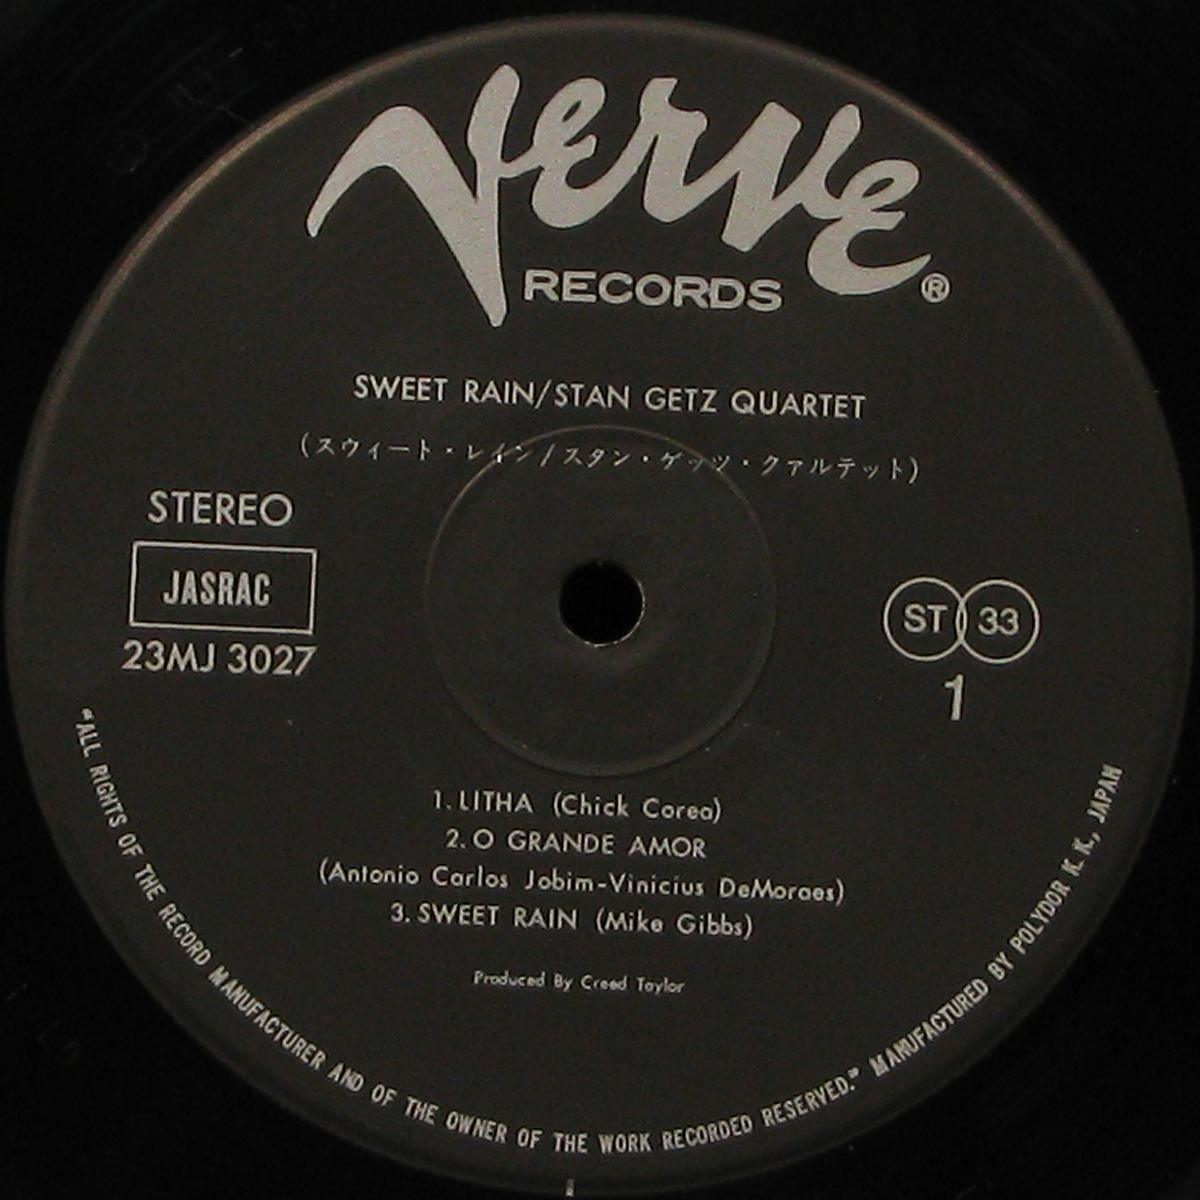 Verve
RECORDS ®
SWEET RAIN/STAN GETZ QUARTET
(スウィート・レイン/スタン・ゲッツ・クァルテット)
STEREO
JASRAC
23MJ 3027
ST 33
1
1. LITHA (Chick Corea)
2. O GRANDE AMOR
(Antonio Carlos Jobim-Vinicius DeMoraes)
3. SWEET RAIN (Mike Gibbs)
Produced By Creed Taylor
"ALL RIGHTS OF THE RECORD MANUFACTURER AND OF THE OWNER OF THE WORK RECORDED RESERVED." MANUFACTURED BY POLYDOR K. K., JAPAN